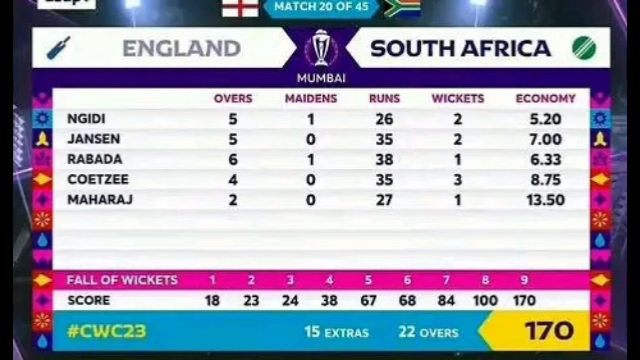 MATCH 20 OF 45
ENGLAND SOUTH AFRICA
MUMBAI
OVERS MAIDENS RUNS WICKETS ECONOMY
NGIDI 5 1 26 2 5.20
JANSEN 5 0 35 2 7.00
RABADA 6 1 38 1 6.33
COETZEE 4 0 35 3 8.75
MAHARAJ 2 0 27 1 13.50
FALL OF WICKETS 1 2 3 4 5 6 7 8 9
SCORE 18 23 24 38 67 68 84 100 170
#CWC23 15 EXTRAS 22 OVERS 170